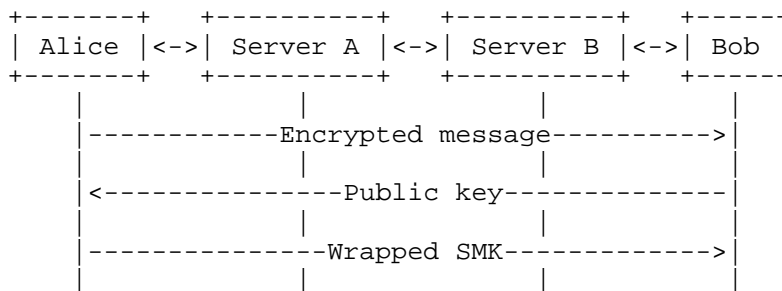 Alice <-> Server A <-> Server B <-> Bob
Encrypted message
Public key
Wrapped SMK